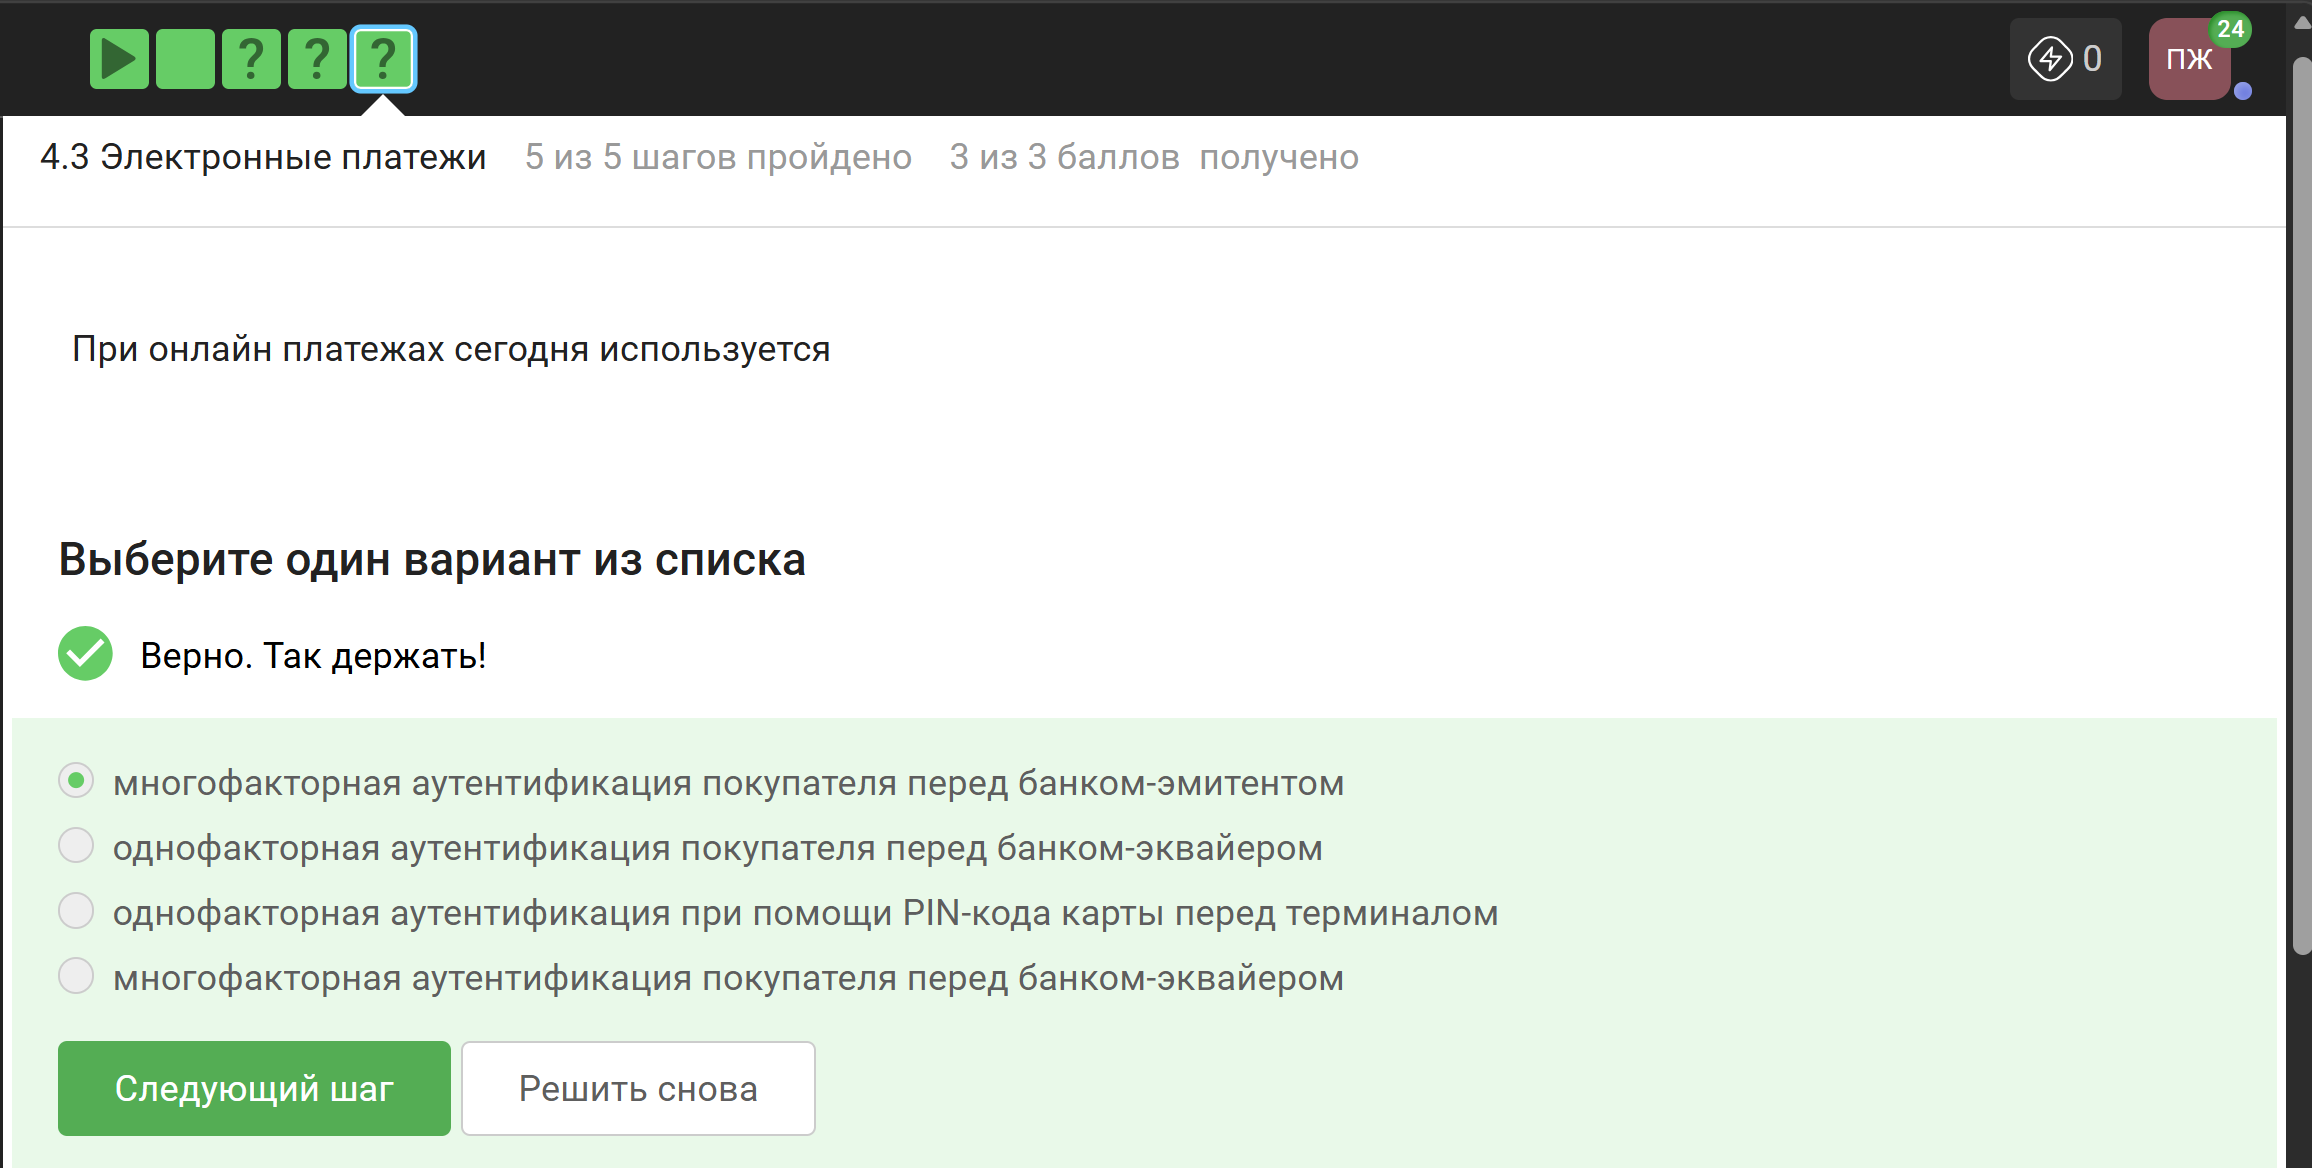 ? ? ?
0
ПЖ
24
4.3 Электронные платежи 5 из 5 шагов пройдено 3 из 3 баллов получено
При онлайн платежах сегодня используется
Выберите один вариант из списка
Верно. Так держать!
многофакторная аутентификация покупателя перед банком-эмитентом
однофакторная аутентификация покупателя перед банком-эквайером
однофакторная аутентификация при помощи PIN-кода карты перед терминалом
многофакторная аутентификация покупателя перед банком-эквайером
Следующий шаг Решить снова